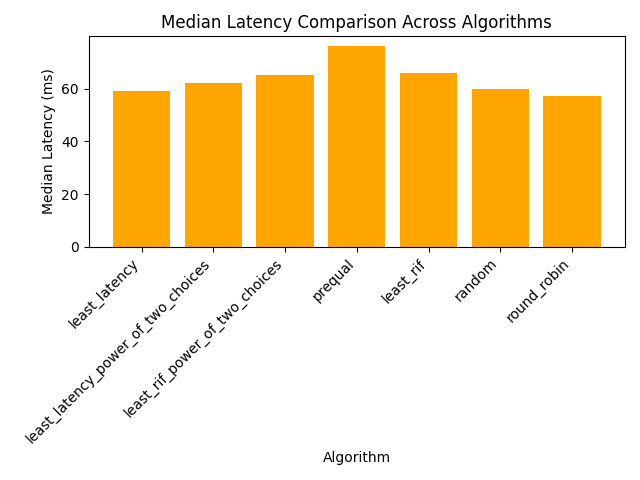 Median Latency Comparison Across Algorithms
Median Latency (ms)
60
40
20
0
least_latency
least_latency_power_of_two_choices
least_rif_power_of_two_choices
prequal
least_rif
random
round_robin
Algorithm